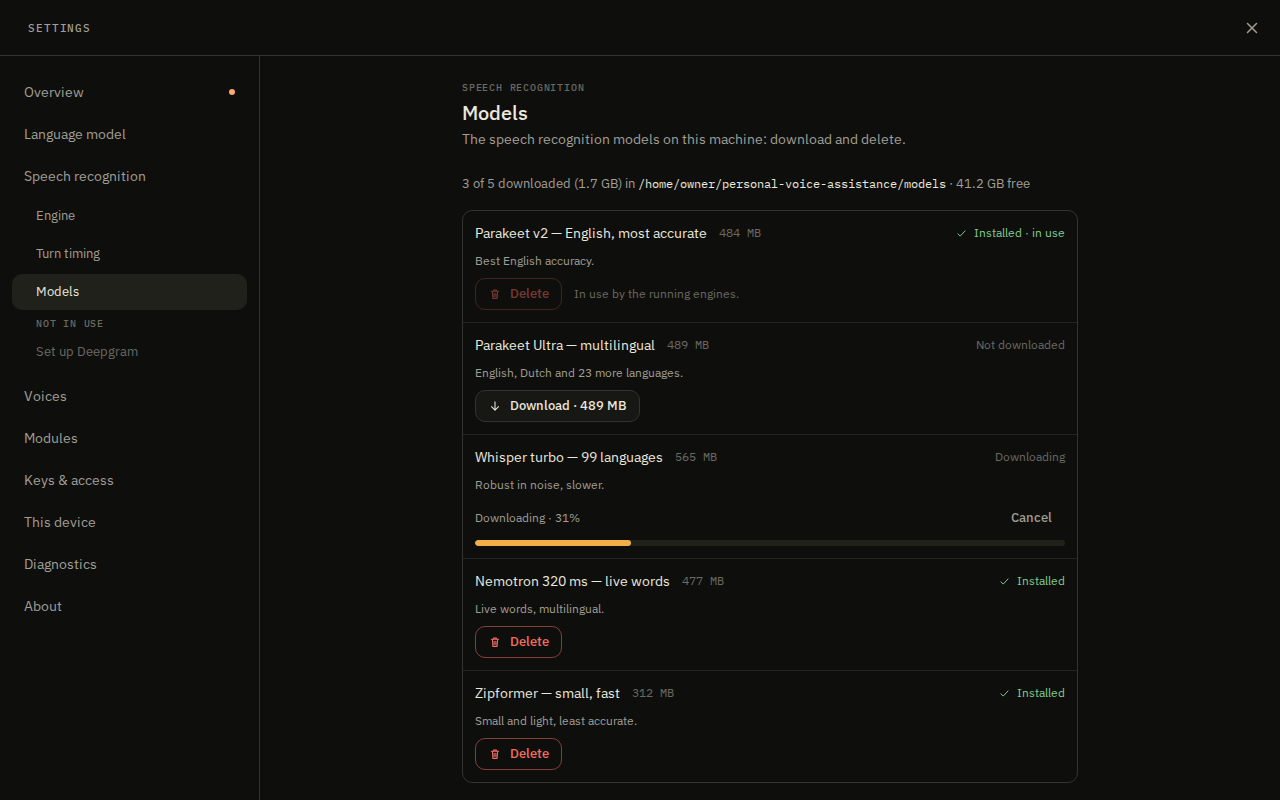 SETTINGS
Overview
Language model
Speech recognition
Engine
Turn timing
Models
NOT IN USE
Set up Deepgram
Voices
Modules
Keys & access
This device
Diagnostics
About
SPEECH RECOGNITION
Models
The speech recognition models on this machine: download and delete.
3 of 5 downloaded (1.7 GB) in /home/owner/personal-voice-assistance/models · 41.2 GB free
Parakeet v2 — English, most accurate 484 MB Installed · in use
Best English accuracy.
Delete In use by the running engines.
Parakeet Ultra — multilingual 489 MB Not downloaded
English, Dutch and 23 more languages.
Download · 489 MB
Whisper turbo — 99 languages 565 MB Downloading
Robust in noise, slower.
Downloading · 31% Cancel
Nemotron 320 ms — live words 477 MB Installed
Live words, multilingual.
Delete
Zipformer — small, fast 312 MB Installed
Small and light, least accurate.
Delete